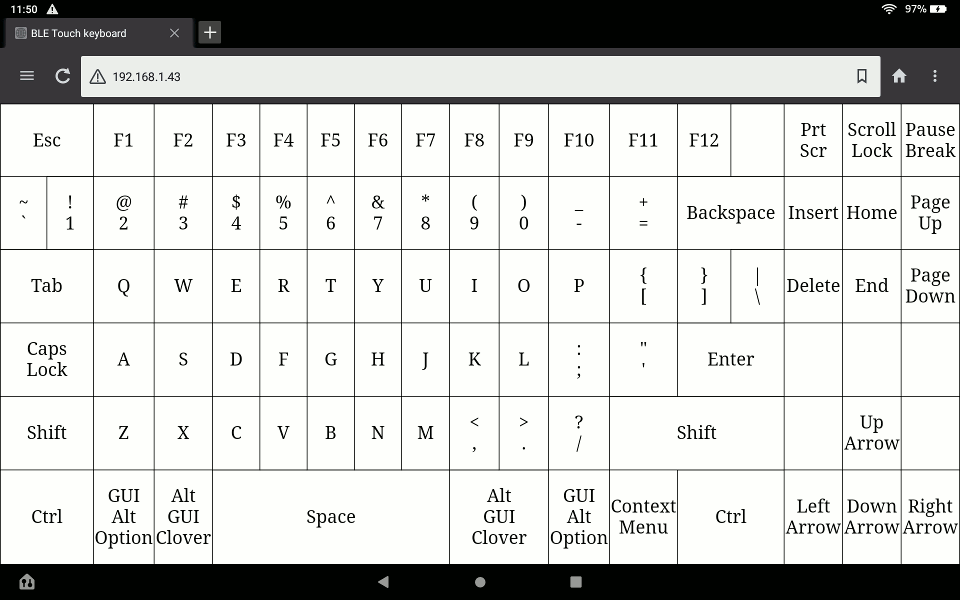 11:50
97%
BLE Touch keyboard
192.168.1.43
Esc F1 F2 F3 F4 F5 F6 F7 F8 F9 F10 F11 F12 Prt Scroll Pause
Scr Lock Break
~ ! @ # $ % ^ & * ( ) _ + Backspace Insert Home Page
` 1 2 3 4 5 6 7 8 9 0 - = Up
Tab Q W E R T Y U I O P { } | Delete End Page
[ ] \ Down
Caps A S D F G H J K L : " Enter
Lock ; '
Shift Z X C V B N M < > ? Shift Up
, . / Arrow
Ctrl GUI Alt Space Alt GUI Context Ctrl Left Down Right
Alt GUI GUI Alt Menu Arrow Arrow Arrow
Option Clover Clover Option